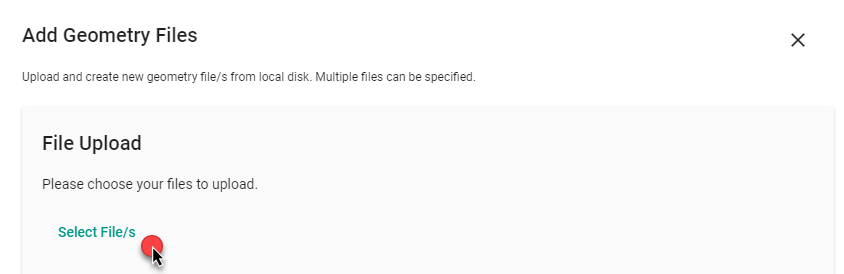 Add Geometry Files
Upload and create new geometry file/s from local disk. Multiple files can be specified.
File Upload
Please choose your files to upload.
Select File/s